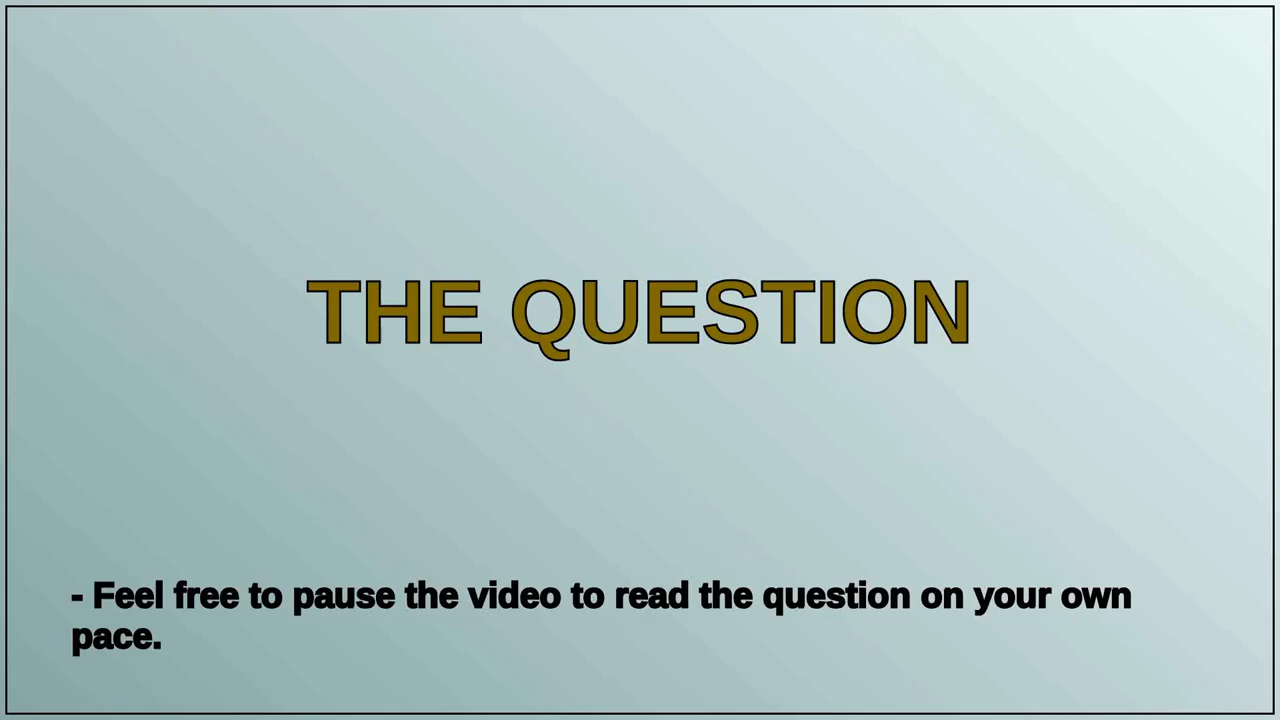 THE QUESTION
- Feel free to pause the video to read the question on your own
pace.